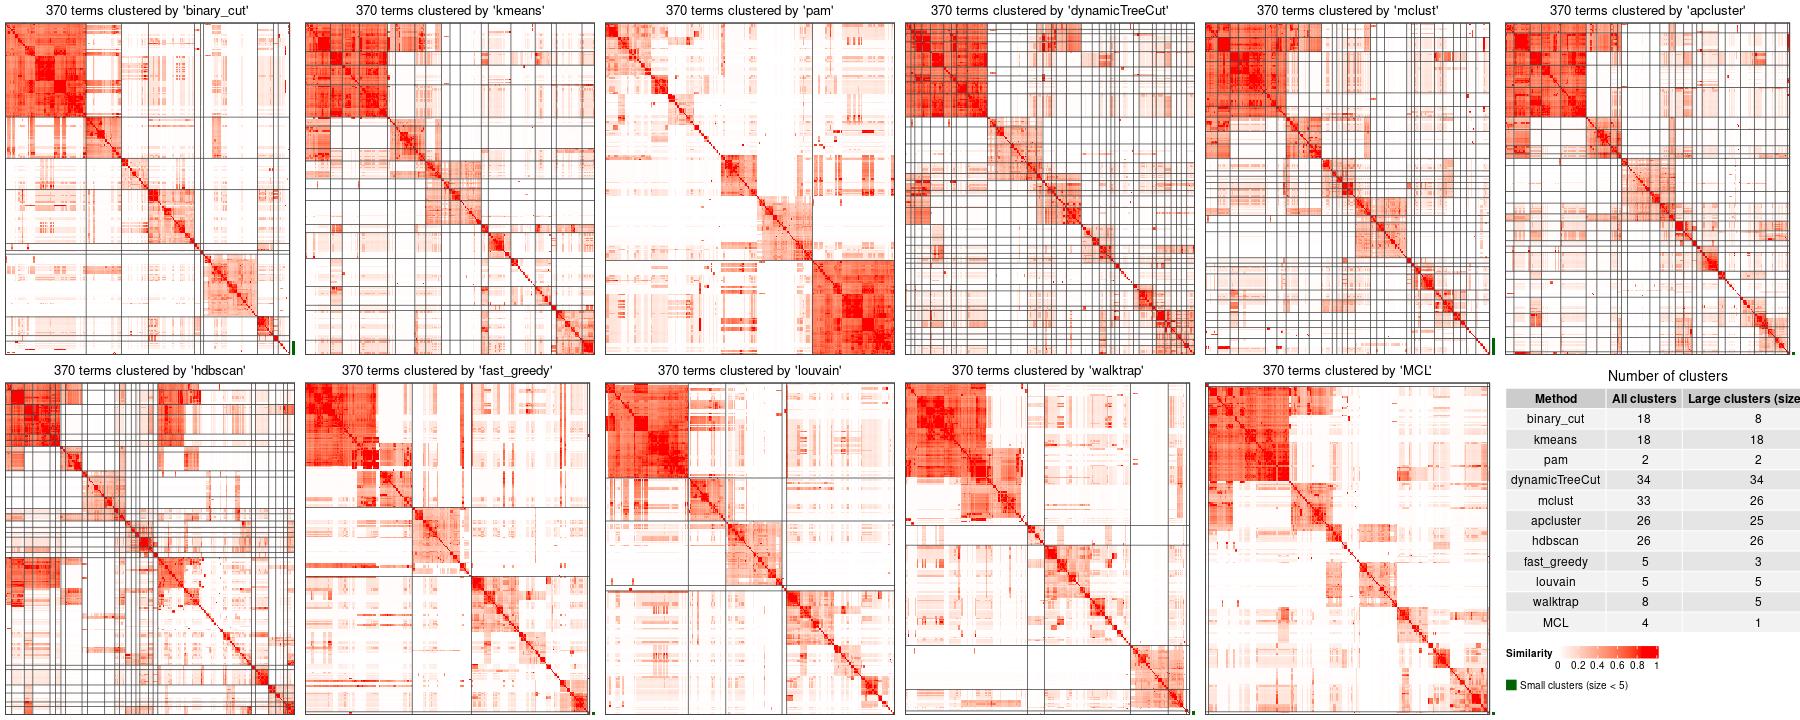 370 terms clustered by 'binary_cut'
370 terms clustered by 'kmeans'
370 terms clustered by 'pam'
370 terms clustered by 'dynamicTreeCut'
370 terms clustered by 'mclust'
370 terms clustered by 'apcluster'
370 terms clustered by 'hdbscan'
370 terms clustered by 'fast_greedy'
370 terms clustered by 'louvain'
370 terms clustered by 'walktrap'
370 terms clustered by 'MCL'
Number of clusters
Method All clusters Large clusters (size
binary_cut 18 8
kmeans 18 18
pam 2 2
dynamicTreeCut 34 34
mclust 33 26
apcluster 26 25
hdbscan 26 26
fast_greedy 5 3
louvain 5 5
walktrap 8 5
MCL 4 1
Similarity
0 0.2 0.4 0.6 0.8 1
Small clusters (size < 5)